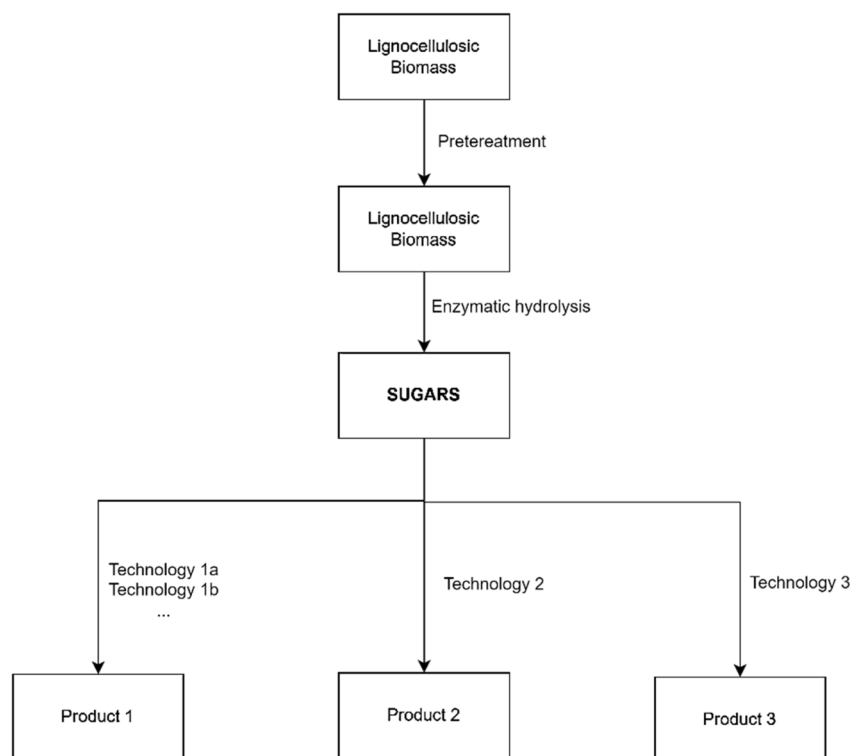 Lignocellulosic
Biomass
Pretereatment
Lignocellulosic
Biomass
Enzymatic hydrolysis
SUGARS
Technology 1a
Technology 1b
...
Technology 2
Technology 3
Product 1
Product 2
Product 3